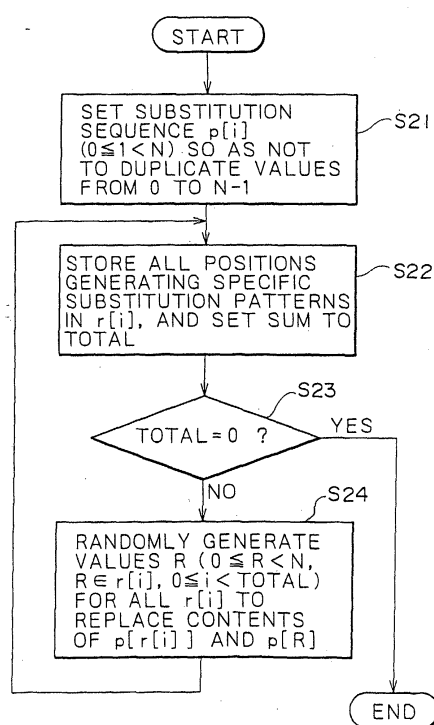 START
SET SUBSTITUTION
SEQUENCE p[i]
(0≦1<N) SO AS NOT
TO DUPLICATE VALUES
FROM 0 TO N-1
S21
STORE ALL POSITIONS
GENERATING SPECIFIC
SUBSTITUTION PATTERNS
IN r[i], AND SET SUM TO
TOTAL
S22
S23
TOTAL=0 ?
YES
NO
S24
RANDOMLY GENERATE
VALUES R (0≦R<N,
R∈r[i], 0≦i<TOTAL)
FOR ALL r[i] TO
REPLACE CONTENTS
OF p[r[i]] AND p[R]
END